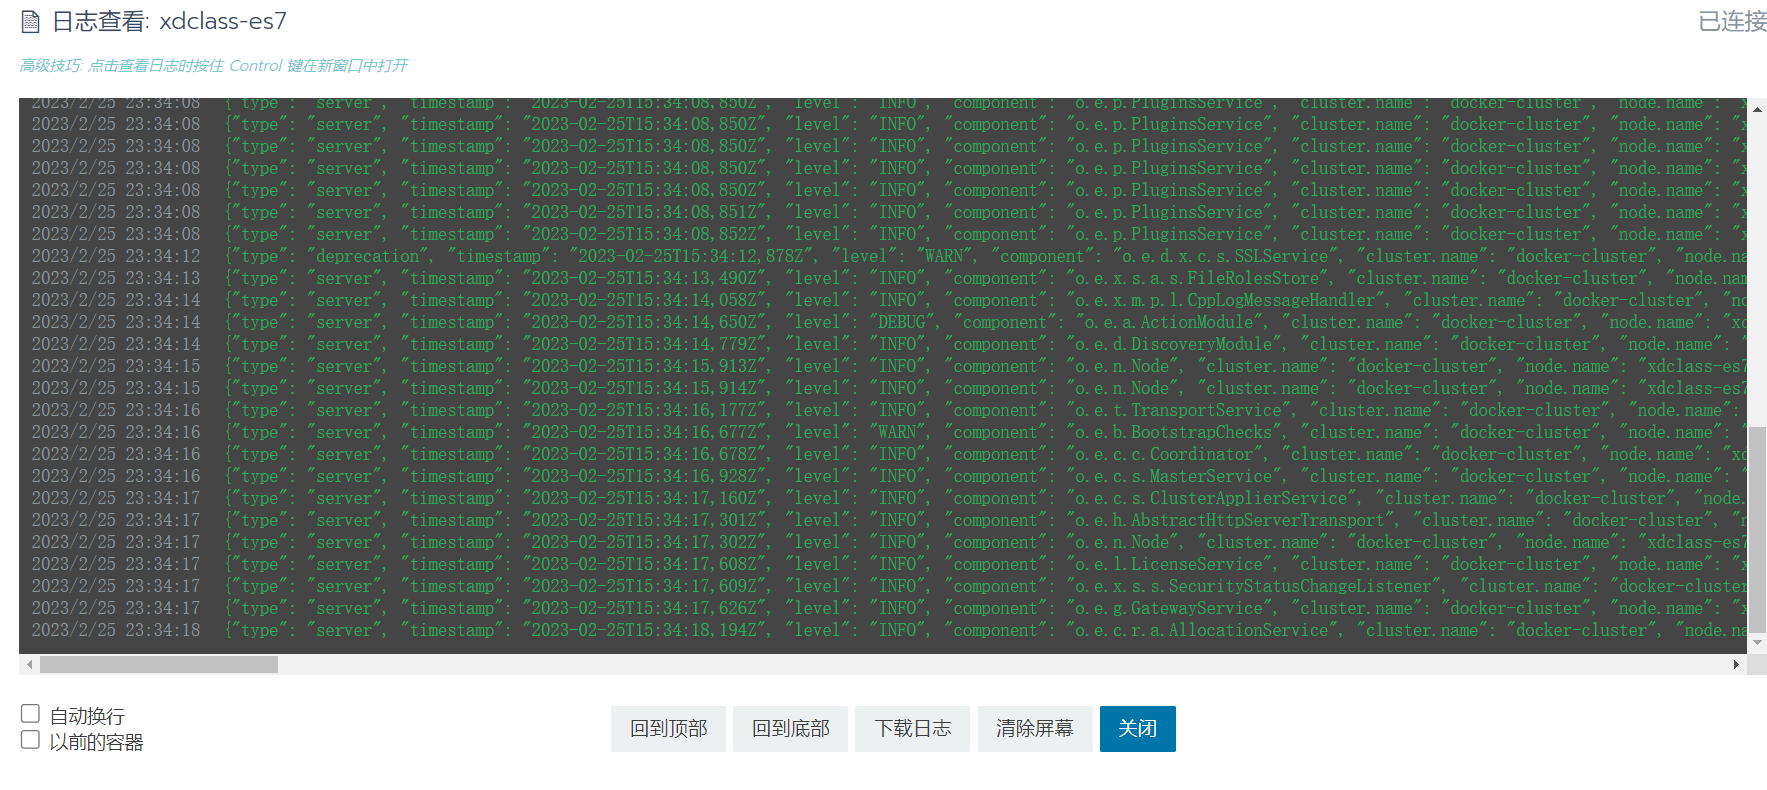 日志查看: xdclass-es7
已连接
高级技巧: 点击查看日志时按住 Control 键在新窗口中打开
2023/2/25 23:34:08 {"type": "server", "timestamp": "2023-02-25T15:34:08,850Z", "level": "INFO", "component": "o.e.p.PluginsService", "cluster.name": "docker-cluster", "node.name": "x
2023/2/25 23:34:08 {"type": "server", "timestamp": "2023-02-25T15:34:08,850Z", "level": "INFO", "component": "o.e.p.PluginsService", "cluster.name": "docker-cluster", "node.name": "x
2023/2/25 23:34:08 {"type": "server", "timestamp": "2023-02-25T15:34:08,850Z", "level": "INFO", "component": "o.e.p.PluginsService", "cluster.name": "docker-cluster", "node.name": "x
2023/2/25 23:34:08 {"type": "server", "timestamp": "2023-02-25T15:34:08,850Z", "level": "INFO", "component": "o.e.p.PluginsService", "cluster.name": "docker-cluster", "node.name": "x
2023/2/25 23:34:08 {"type": "server", "timestamp": "2023-02-25T15:34:08,850Z", "level": "INFO", "component": "o.e.p.PluginsService", "cluster.name": "docker-cluster", "node.name": "x
2023/2/25 23:34:08 {"type": "server", "timestamp": "2023-02-25T15:34:08,851Z", "level": "INFO", "component": "o.e.p.PluginsService", "cluster.name": "docker-cluster", "node.name": "x
2023/2/25 23:34:08 {"type": "server", "timestamp": "2023-02-25T15:34:08,852Z", "level": "INFO", "component": "o.e.p.PluginsService", "cluster.name": "docker-cluster", "node.name": "x
2023/2/25 23:34:12 {"type": "deprecation", "timestamp": "2023-02-25T15:34:12,878Z", "level": "WARN", "component": "o.e.d.x.c.s.SSLService", "cluster.name": "docker-cluster", "node.na
2023/2/25 23:34:13 {"type": "server", "timestamp": "2023-02-25T15:34:13,490Z", "level": "INFO", "component": "o.e.x.s.a.s.FileRolesStore", "cluster.name": "docker-cluster", "node.nam
2023/2/25 23:34:14 {"type": "server", "timestamp": "2023-02-25T15:34:14,058Z", "level": "INFO", "component": "o.e.x.m.p.l.CppLogMessageHandler", "cluster.name": "docker-cluster", "no
2023/2/25 23:34:14 {"type": "server", "timestamp": "2023-02-25T15:34:14,650Z", "level": "DEBUG", "component": "o.e.a.ActionModule", "cluster.name": "docker-cluster", "node.name": "xd
2023/2/25 23:34:14 {"type": "server", "timestamp": "2023-02-25T15:34:14,779Z", "level": "INFO", "component": "o.e.d.DiscoveryModule", "cluster.name": "docker-cluster", "node.name": "
2023/2/25 23:34:15 {"type": "server", "timestamp": "2023-02-25T15:34:15,913Z", "level": "INFO", "component": "o.e.n.Node", "cluster.name": "docker-cluster", "node.name": "xdclass-es7
2023/2/25 23:34:15 {"type": "server", "timestamp": "2023-02-25T15:34:15,914Z", "level": "INFO", "component": "o.e.n.Node", "cluster.name": "docker-cluster", "node.name": "xdclass-es7
2023/2/25 23:34:16 {"type": "server", "timestamp": "2023-02-25T15:34:16,177Z", "level": "INFO", "component": "o.e.t.TransportService", "cluster.name": "docker-cluster", "node.name":
2023/2/25 23:34:16 {"type": "server", "timestamp": "2023-02-25T15:34:16,677Z", "level": "WARN", "component": "o.e.b.BootstrapChecks", "cluster.name": "docker-cluster", "node.name": "
2023/2/25 23:34:16 {"type": "server", "timestamp": "2023-02-25T15:34:16,678Z", "level": "INFO", "component": "o.e.c.c.Coordinator", "cluster.name": "docker-cluster", "node.name": "xd
2023/2/25 23:34:16 {"type": "server", "timestamp": "2023-02-25T15:34:16,928Z", "level": "INFO", "component": "o.e.c.s.MasterService", "cluster.name": "docker-cluster", "node.name": "
2023/2/25 23:34:17 {"type": "server", "timestamp": "2023-02-25T15:34:17,160Z", "level": "INFO", "component": "o.e.c.s.ClusterApplierService", "cluster.name": "docker-cluster", "node.
2023/2/25 23:34:17 {"type": "server", "timestamp": "2023-02-25T15:34:17,301Z", "level": "INFO", "component": "o.e.h.AbstractHttpServerTransport", "cluster.name": "docker-cluster", "n
2023/2/25 23:34:17 {"type": "server", "timestamp": "2023-02-25T15:34:17,302Z", "level": "INFO", "component": "o.e.n.Node", "cluster.name": "docker-cluster", "node.name": "xdclass-es7
2023/2/25 23:34:17 {"type": "server", "timestamp": "2023-02-25T15:34:17,608Z", "level": "INFO", "component": "o.e.l.LicenseService", "cluster.name": "docker-cluster", "node.name": "x
2023/2/25 23:34:17 {"type": "server", "timestamp": "2023-02-25T15:34:17,609Z", "level": "INFO", "component": "o.e.x.s.s.SecurityStatusChangeListener", "cluster.name": "docker-cluster
2023/2/25 23:34:17 {"type": "server", "timestamp": "2023-02-25T15:34:17,626Z", "level": "INFO", "component": "o.e.g.GatewayService", "cluster.name": "docker-cluster", "node.name": "x
2023/2/25 23:34:18 {"type": "server", "timestamp": "2023-02-25T15:34:18,194Z", "level": "INFO", "component": "o.e.c.r.a.AllocationService", "cluster.name": "docker-cluster", "node.na
自动换行
以前的容器
回到顶部 回到底部 下载日志 清除屏幕 关闭